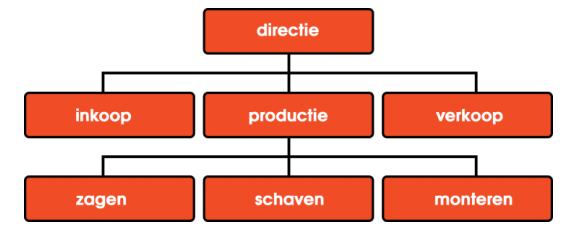 directie
inkoop productie verkoop
zagen schaven monteren